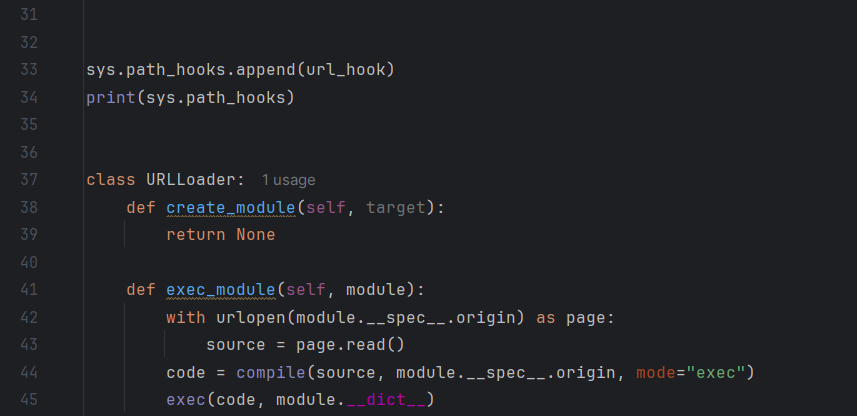 31
32
33 sys.path_hooks.append(url_hook)
34 print(sys.path_hooks)
35
36
37 class URLLoader: 1 usage
38     def create_module(self, target):
39         return None
40
41     def exec_module(self, module):
42         with urlopen(module.__spec__.origin) as page:
43             source = page.read()
44         code = compile(source, module.__spec__.origin, mode="exec")
45         exec(code, module.__dict__)